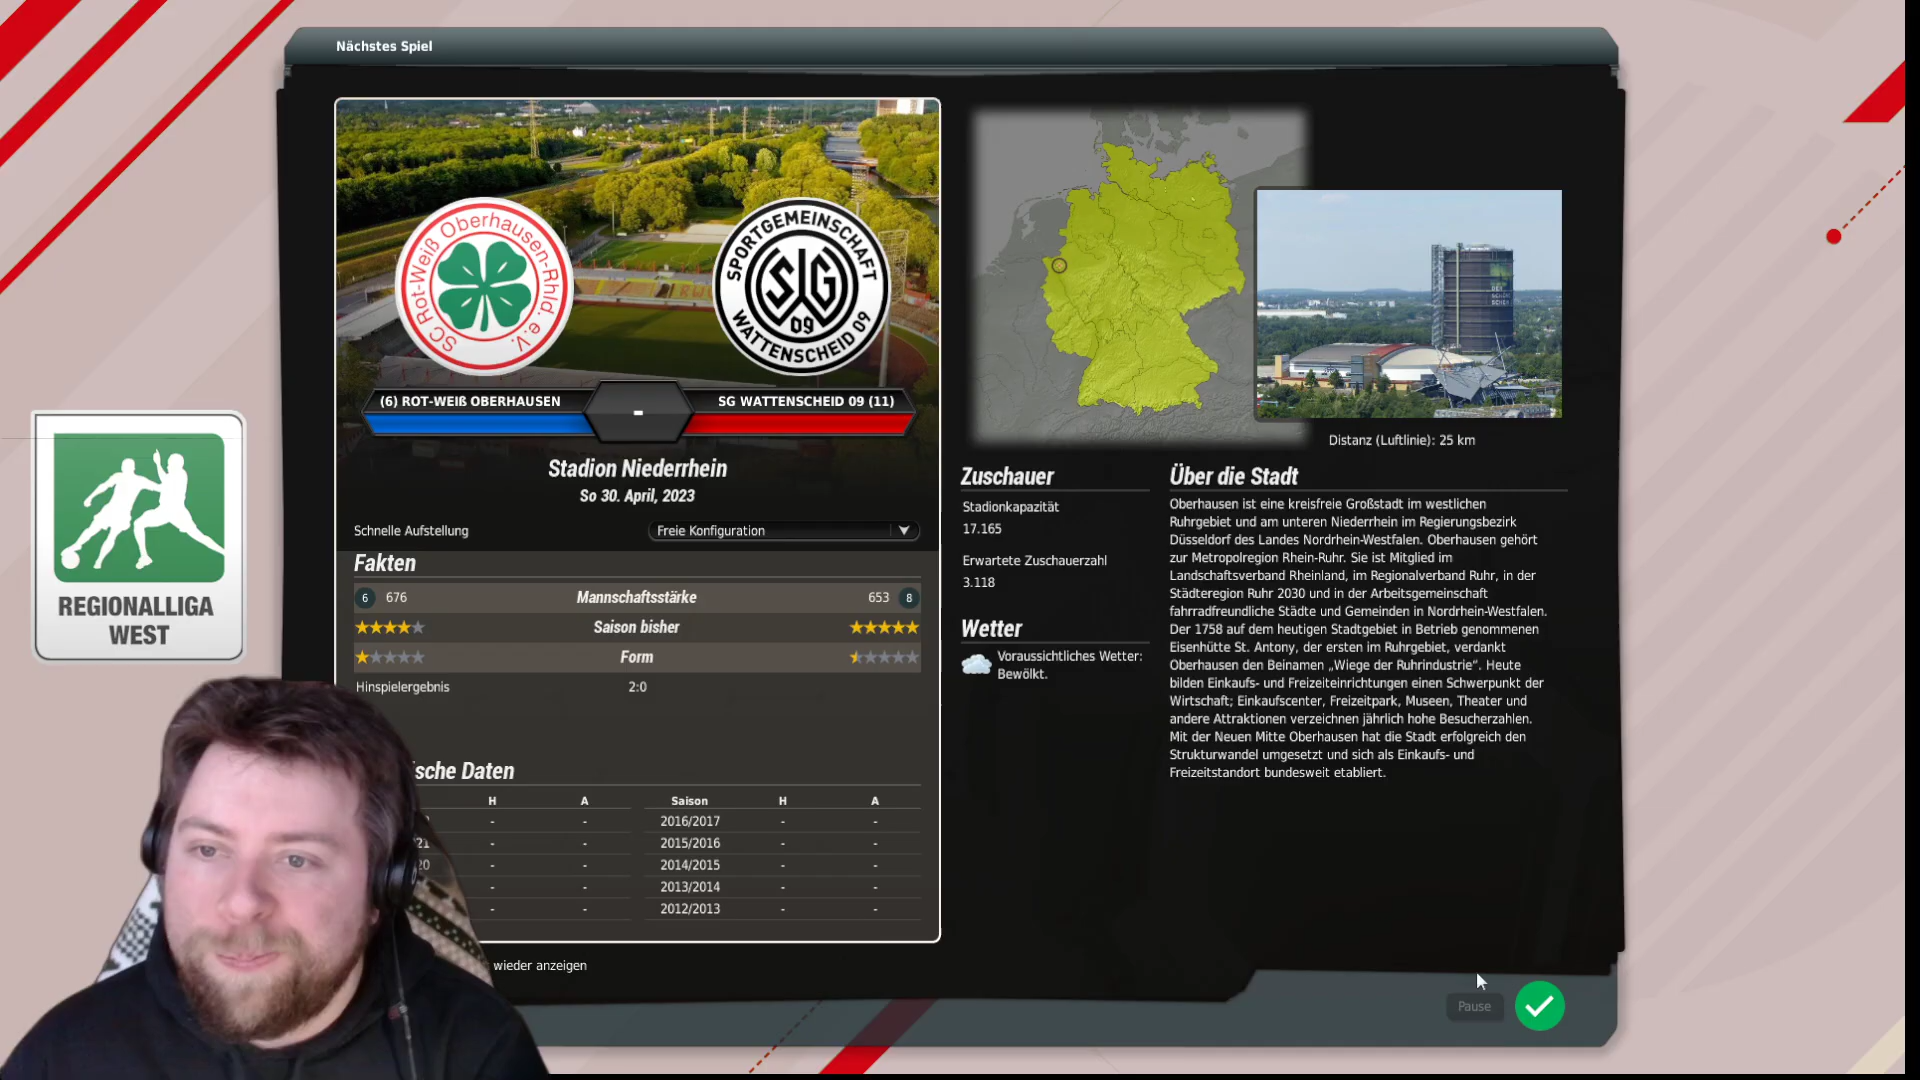 Nächstes Spiel
SC Rot-Weiß Oberhausen-Rhld. e.V.
SPORTGEMEINSCHAFT
SG
09
WATTENSCHEID 09
(6) ROT-WEIß OBERHAUSEN
-
SG WATTENSCHEID 09 (11)
Stadion Niederrhein
So 30. April, 2023
Schnelle Aufstellung
Freie Konfiguration
Fakten
6 676 Mannschaftsstärke 653 8
Saison bisher
Form
Hinspielergebnis 2:0
sche Daten
H A Saison H A
- - 2016/2017 - -
21 - - 2015/2016 - -
20 - - 2014/2015 - -
- - 2013/2014 - -
- - 2012/2013 - -
wieder anzeigen
REGIONALLIGA
WEST
Distanz (Luftlinie): 25 km
Zuschauer
Stadionkapazität
17.165
Erwartete Zuschauerzahl
3.118
Wetter
Voraussichtliches Wetter:
Bewölkt.
Über die Stadt
Oberhausen ist eine kreisfreie Großstadt im westlichen
Ruhrgebiet und am unteren Niederrhein im Regierungsbezirk
Düsseldorf des Landes Nordrhein-Westfalen. Oberhausen gehört
zur Metropolregion Rhein-Ruhr. Sie ist Mitglied im
Landschaftsverband Rheinland, im Regionalverband Ruhr, in der
Städteregion Ruhr 2030 und in der Arbeitsgemeinschaft
fahrradfreundliche Städte und Gemeinden in Nordrhein-Westfalen.
Der 1758 auf dem heutigen Stadtgebiet in Betrieb genommenen
Eisenhütte St. Antony, der ersten im Ruhrgebiet, verdankt
Oberhausen den Beinamen „Wiege der Ruhrindustrie“. Heute
bilden Einkaufs- und Freizeiteinrichtungen einen Schwerpunkt der
Wirtschaft; Einkaufscenter, Freizeitpark, Museen, Theater und
andere Attraktionen verzeichnen jährlich hohe Besucherzahlen.
Mit der Neuen Mitte Oberhausen hat die Stadt erfolgreich den
Strukturwandel umgesetzt und sich als Einkaufs- und
Freizeitstandort bundesweit etabliert.
Pause